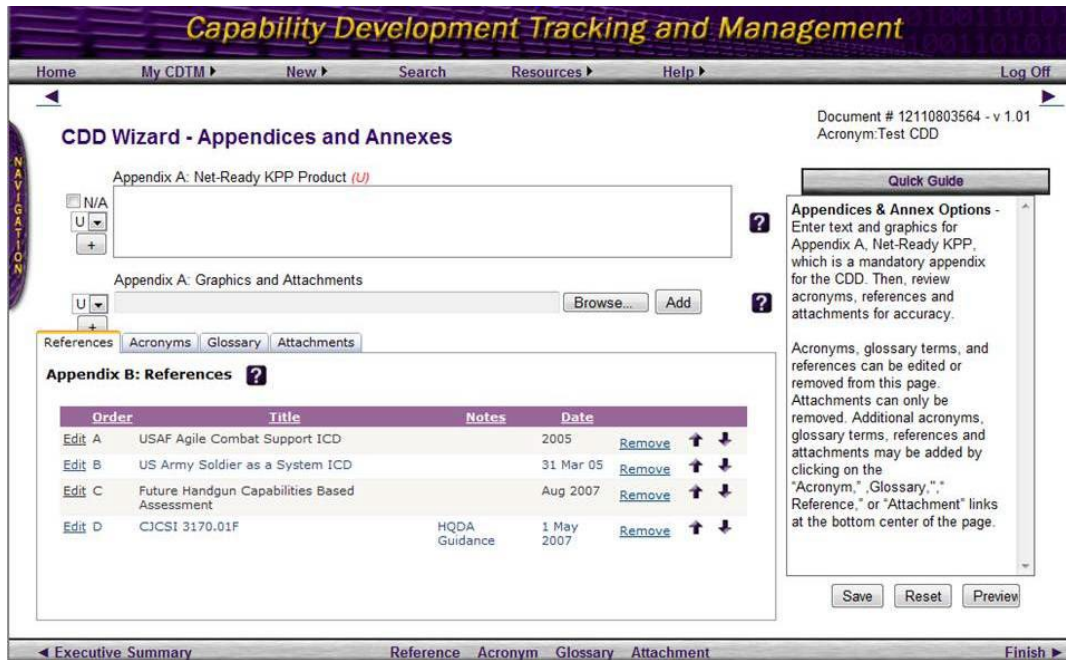 Capability Development Tracking and Management
Home My CDTM New Search Resources Help Log Off
Document # 12110803564 - v 1.01
Acronym:Test CDD
CDD Wizard - Appendices and Annexes
NAVIGATION
Appendix A: Net-Ready KPP Product (U)
N/A
U
+
?
Appendix A: Graphics and Attachments
U Browse... Add ?
+
References Acronyms Glossary Attachments
Appendix B: References ?
Order Title Notes Date
Edit A USAF Agile Combat Support ICD 2005 Remove
Edit B US Army Soldier as a System ICD 31 Mar 05 Remove
Edit C Future Handgun Capabilities Based Aug 2007 Remove
Assessment
Edit D CJCSI 3170.01F HQDA 1 May Remove
Guidance 2007
Quick Guide
Appendices & Annex Options -
Enter text and graphics for
Appendix A, Net-Ready KPP,
which is a mandatory appendix
for the CDD. Then, review
acronyms, references and
attachments for accuracy.
Acronyms, glossary terms, and
references can be edited or
removed from this page.
Attachments can only be
removed. Additional acronyms,
glossary terms, references and
attachments may be added by
clicking on the
"Acronym," ,Glossary,","
Reference," or "Attachment" links
at the bottom center of the page.
Save Reset Preview
Executive Summary Reference Acronym Glossary Attachment Finish